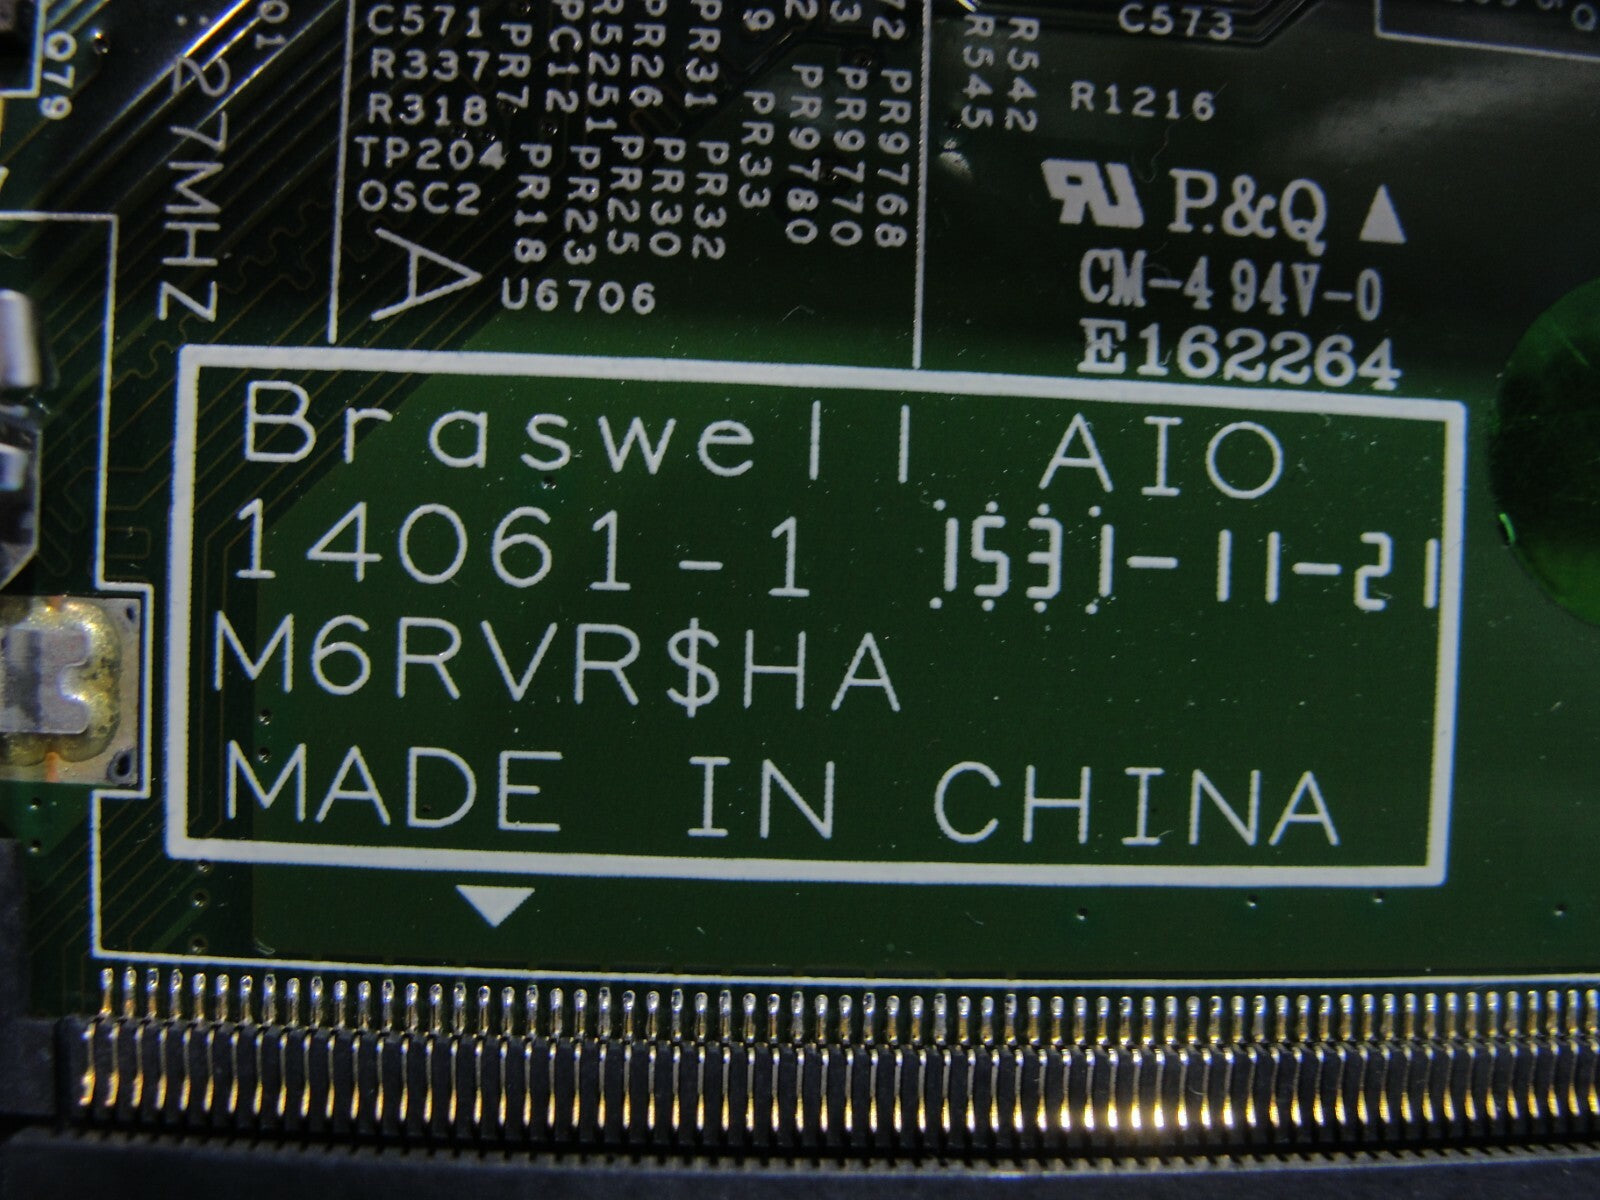 C571
R337
R318
TP204
OSC2
A
U6706
27MHZ
Q79
PR7
PR18
PC12
PR23
R5251
PR25
PR26
PR30
PR31
PR32
PR33
PR9780
PR9770
PR9768
R545
R542
C573
R1216
P.&Q ▲
CM-4 94V-0
E162264
Braswell AIO
14061-1 1531-11-21
M6RVR$HA
MADE IN CHINA